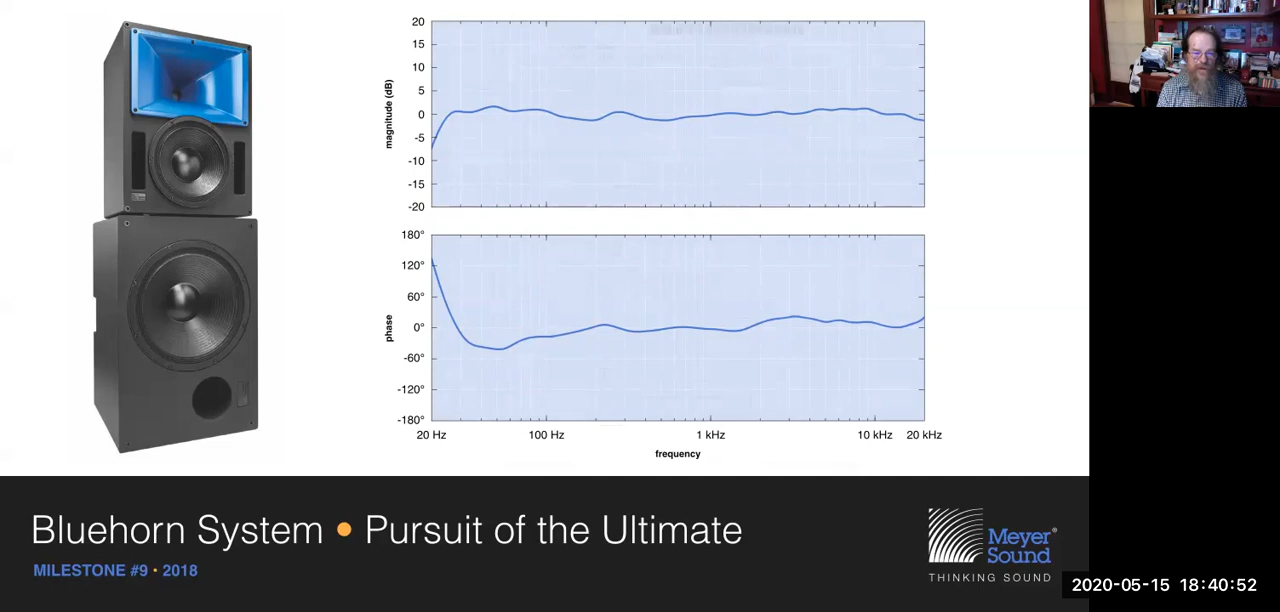 20
15
10
5
0
-5
-10
-15
-20
magnitude (dB)
180°
120°
60°
0°
-60°
-120°
-180°
phase
20 Hz 100 Hz 1 kHz 10 kHz 20 kHz
frequency
Bluehorn System • Pursuit of the Ultimate
MILESTONE #9 • 2018
Meyer
Sound®
THINKING SOUND
2020-05-15 18:40:52